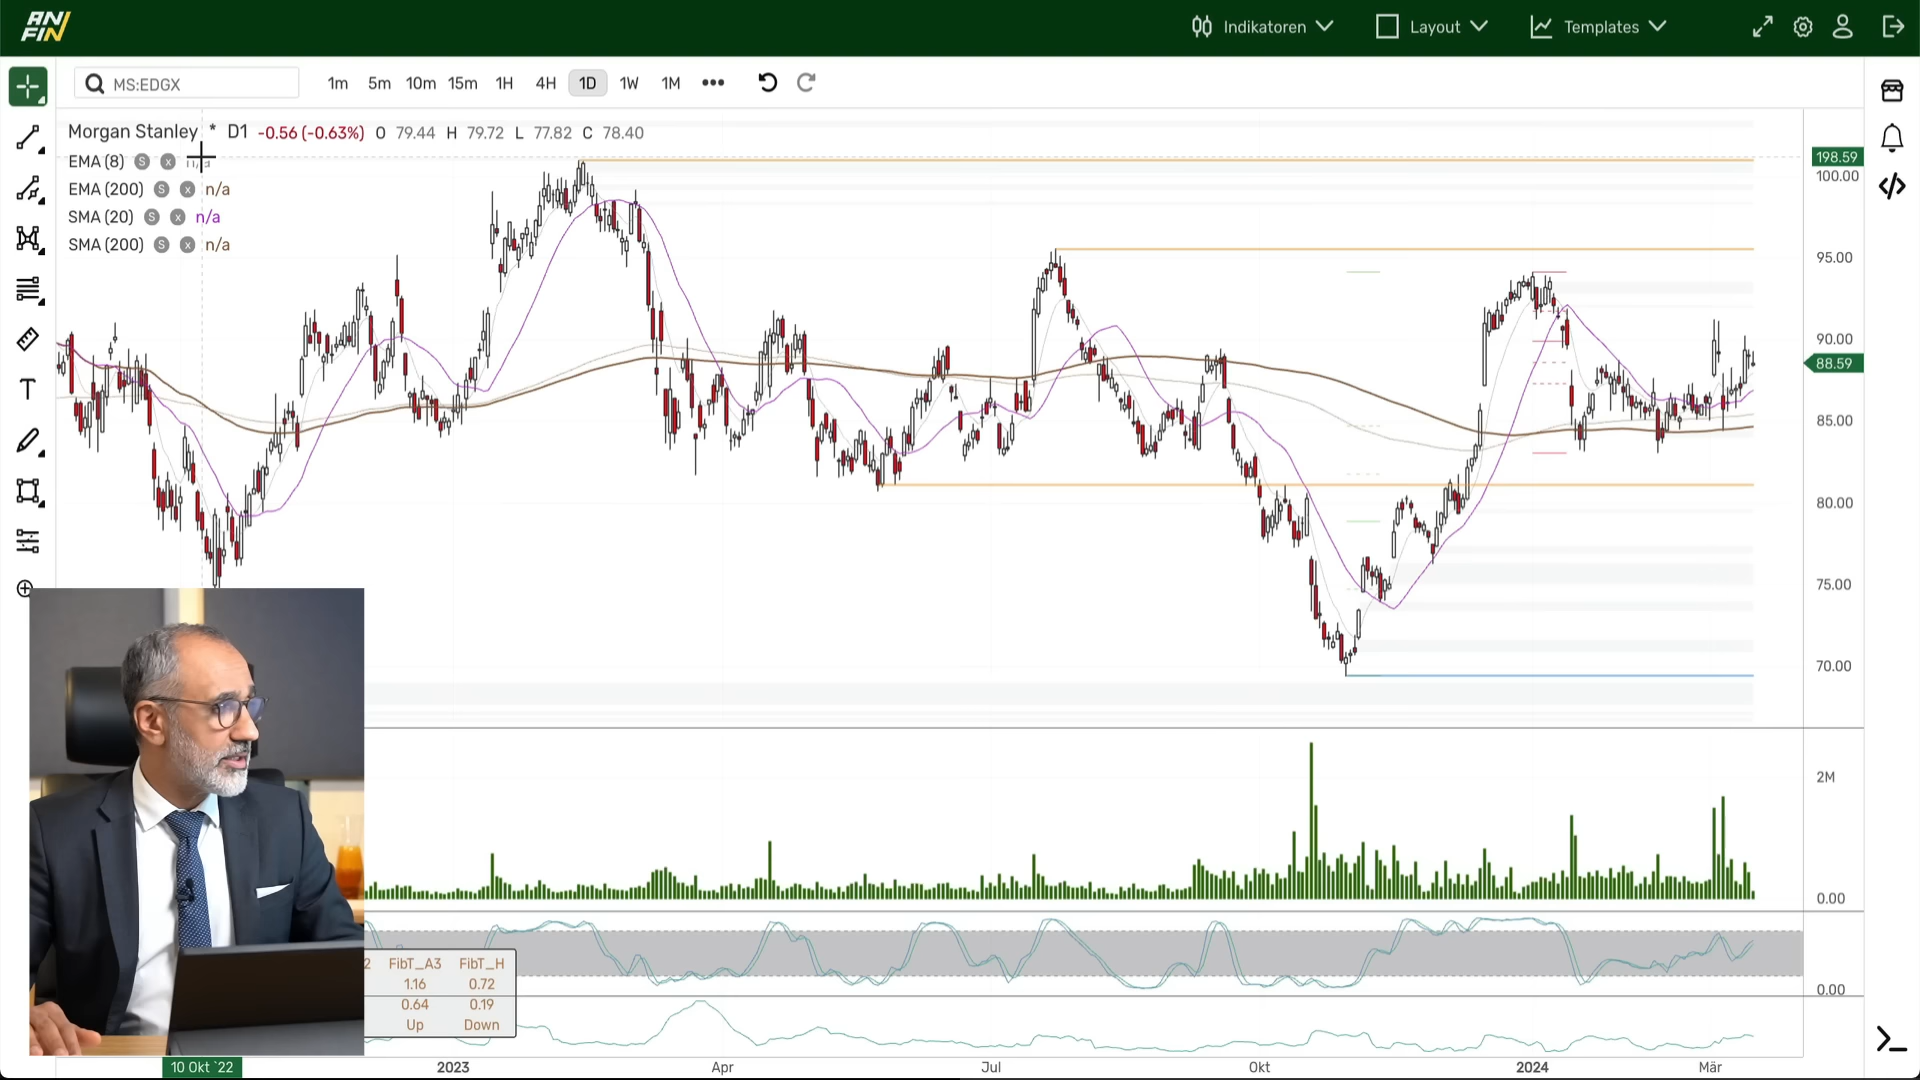 AN
FIN
Indikatoren
Layout
Templates
MS:EDGX
1m 5m 10m 15m 1H 4H 1D 1W 1M •••
Morgan Stanley * D1 -0.56 (-0.63%) O 79.44 H 79.72 L 77.82 C 78.40
EMA (8) S x
EMA (200) S x n/a
SMA (20) S x n/a
SMA (200) S x n/a
198.59
100.00
95.00
90.00
88.59
85.00
80.00
75.00
70.00
2M
0.00
0.00
2 FibT_A3 FibT_H
1.16 0.72
0.64 0.19
Up Down
10 Okt `22 2023 Apr Jul Okt 2024 Mär